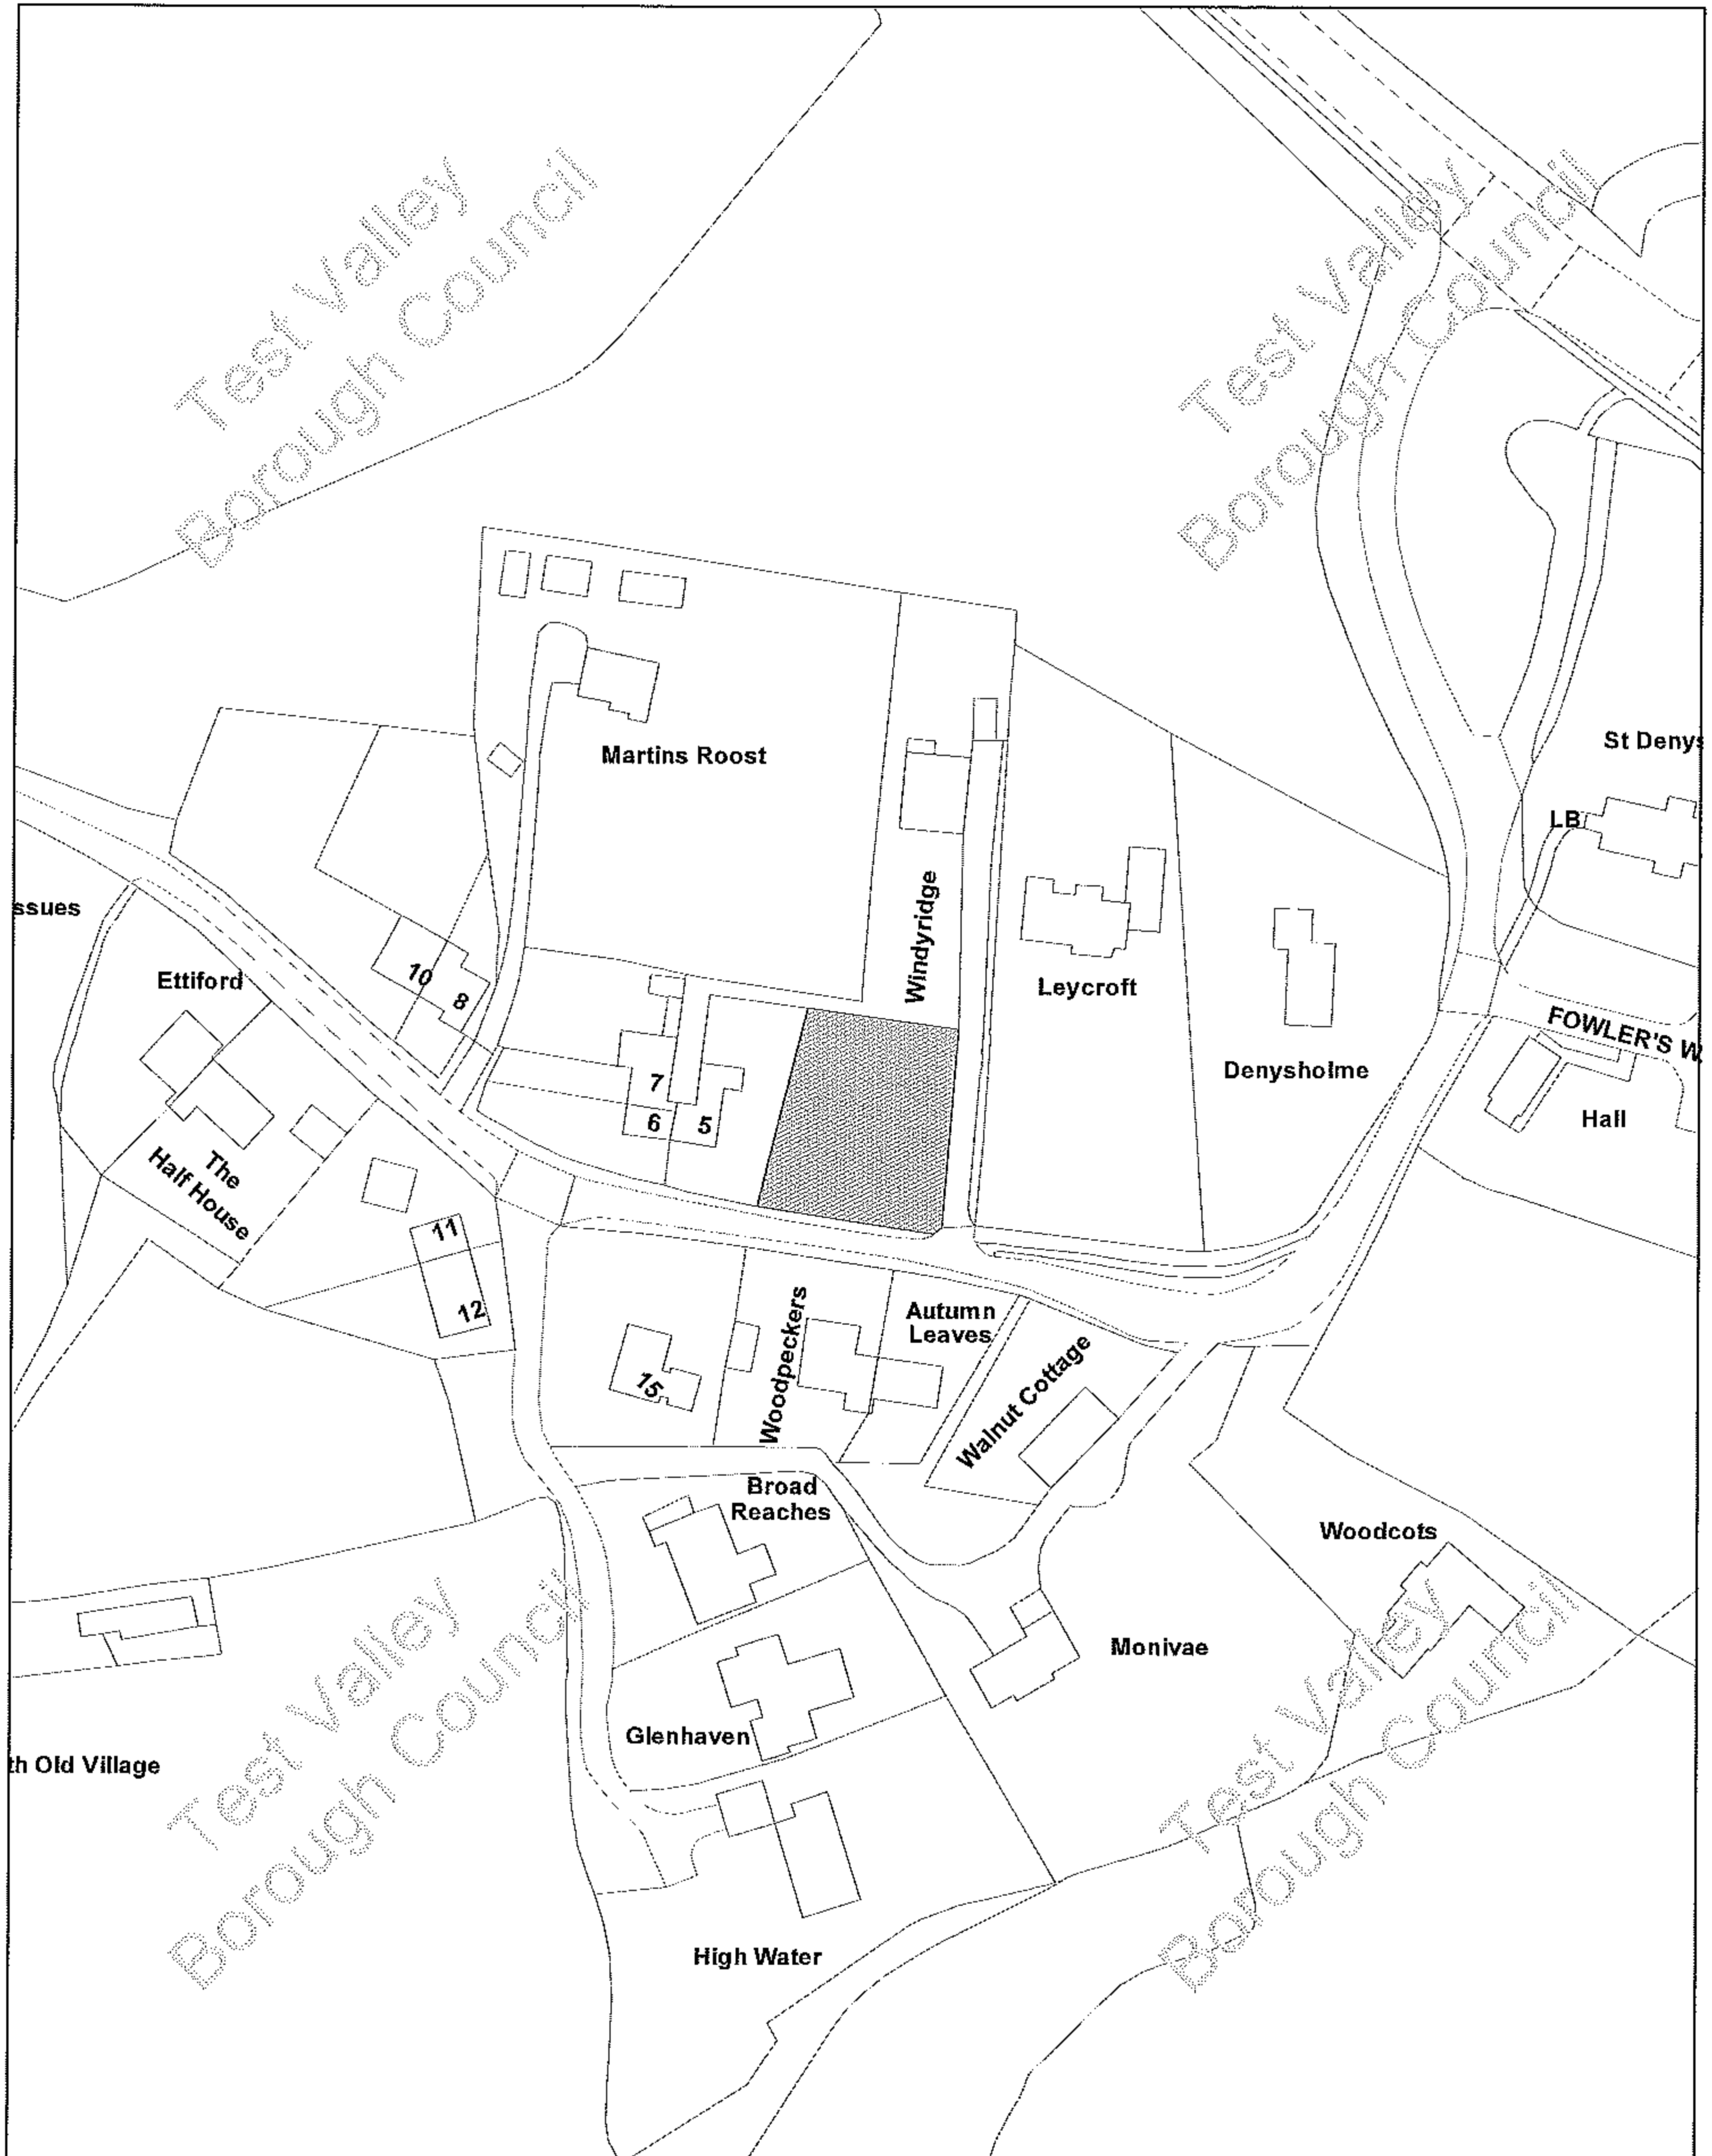 Test Valley
Borough Council
Test Valley
Borough Council
Martins Roost
St Denys
LB
Windyridge
ssues
Ettiford
10
8
Leycroft
FOWLER'S W
Denysholme
Hall
7
6
5
The
Half House
11
12
Autumn
Leaves
Woodpeckers
Walnut Cottage
15
Broad
Reaches
Woodcots
Monivae
Glenhaven
th Old Village
High Water
Test Valley
Borough Council
Test Valley
Borough Council